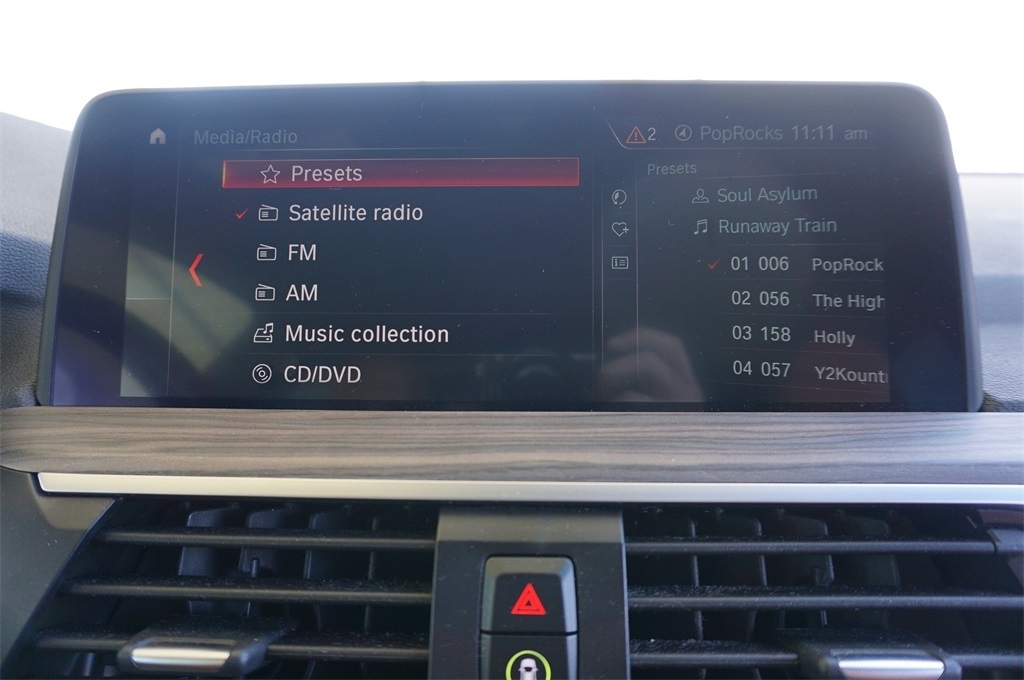 Media/Radio
2 PopRocks 11:11 am
Presets
Satellite radio
FM
AM
Music collection
CD/DVD
Presets
Soul Asylum
Runaway Train
01 006 PopRock
02 056 The High
03 158 Holly
04 057 Y2Kount